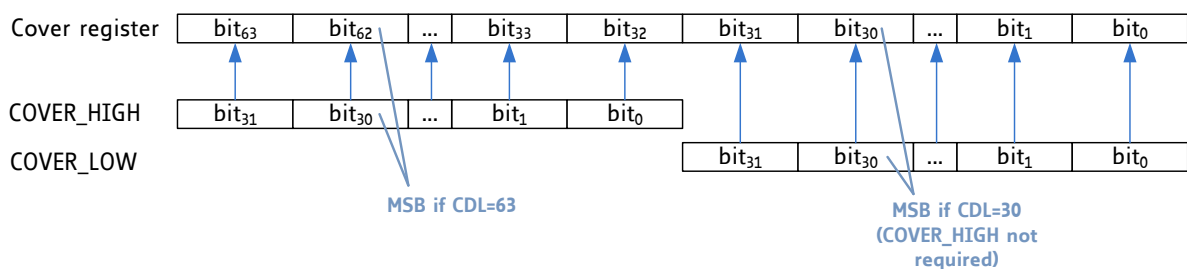 Cover register bit63 bit62 ... bit33 bit32 bit31 bit30 ... bit1 bit0
COVER_HIGH bit31 bit30 ... bit1 bit0
COVER_LOW bit31 bit30 ... bit1 bit0
MSB if CDL=63
MSB if CDL=30
(COVER_HIGH not
required)